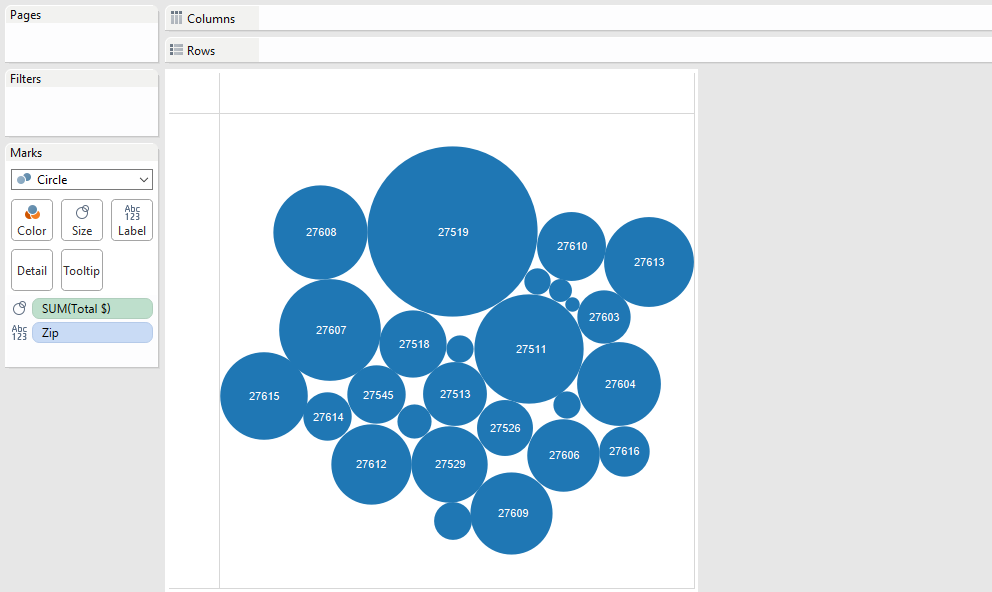 Pages
Columns
Rows
Filters
Marks
Circle
Abc
123
Color
Size
Label
Detail
Tooltip
SUM(Total $)
Abc
123
Zip
27608
27519
27610
27613
27603
27607
27518
27511
27604
27615
27614
27545
27513
27526
27606
27616
27612
27529
27609